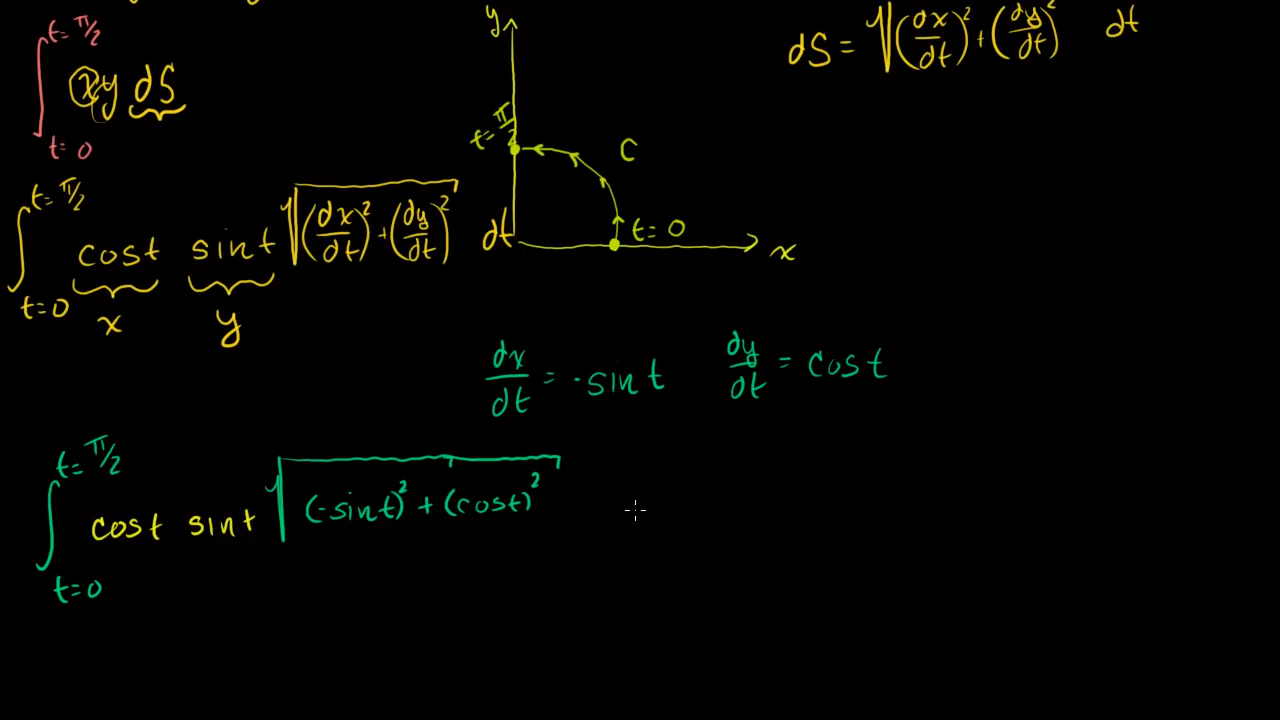 t = π/2
∫ xy dS
t = 0
dS = √((dx/dt)² + (dy/dt)²) dt
y
t = π/2
C
t = 0
x
t = π/2
∫ cos t sin t √((dx/dt)² + (dy/dt)²) dt
t = 0
x y
dx/dt = -sin t dy/dt = cos t
t = π/2
∫ cos t sin t √((-sin t)² + (cos t)²
t = 0